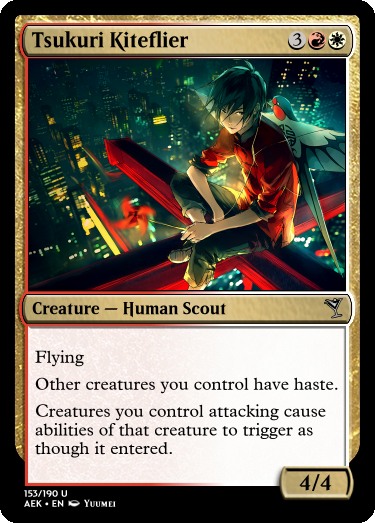 Tsukuri Kiteflier 3
Creature — Human Scout
Flying
Other creatures you control have haste.
Creatures you control attacking cause
abilities of that creature to trigger as
though it entered.
4/4
153/190 U
AEK • EN Yuumei